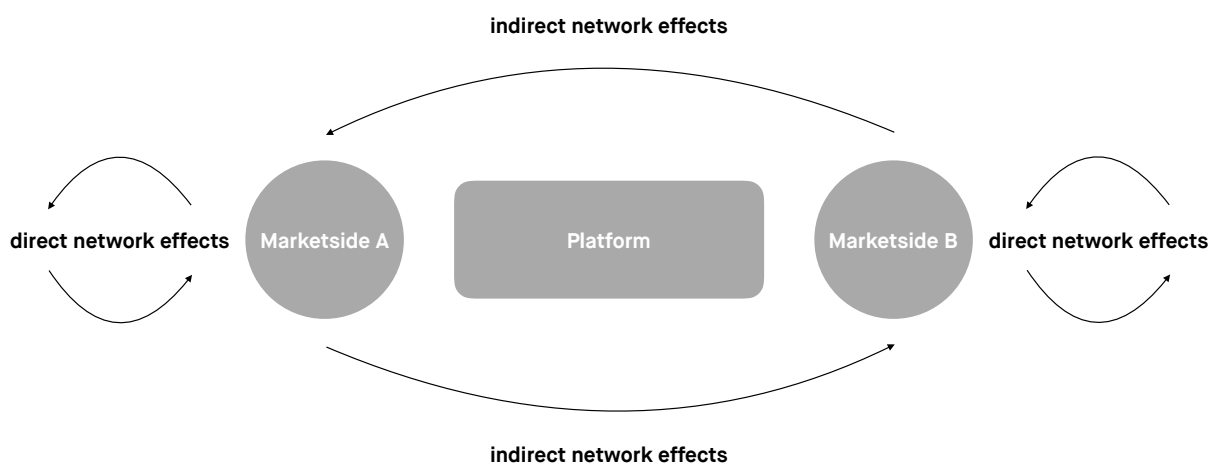 indirect network effects
direct network effects
Marketside A
Platform
Marketside B
direct network effects
indirect network effects